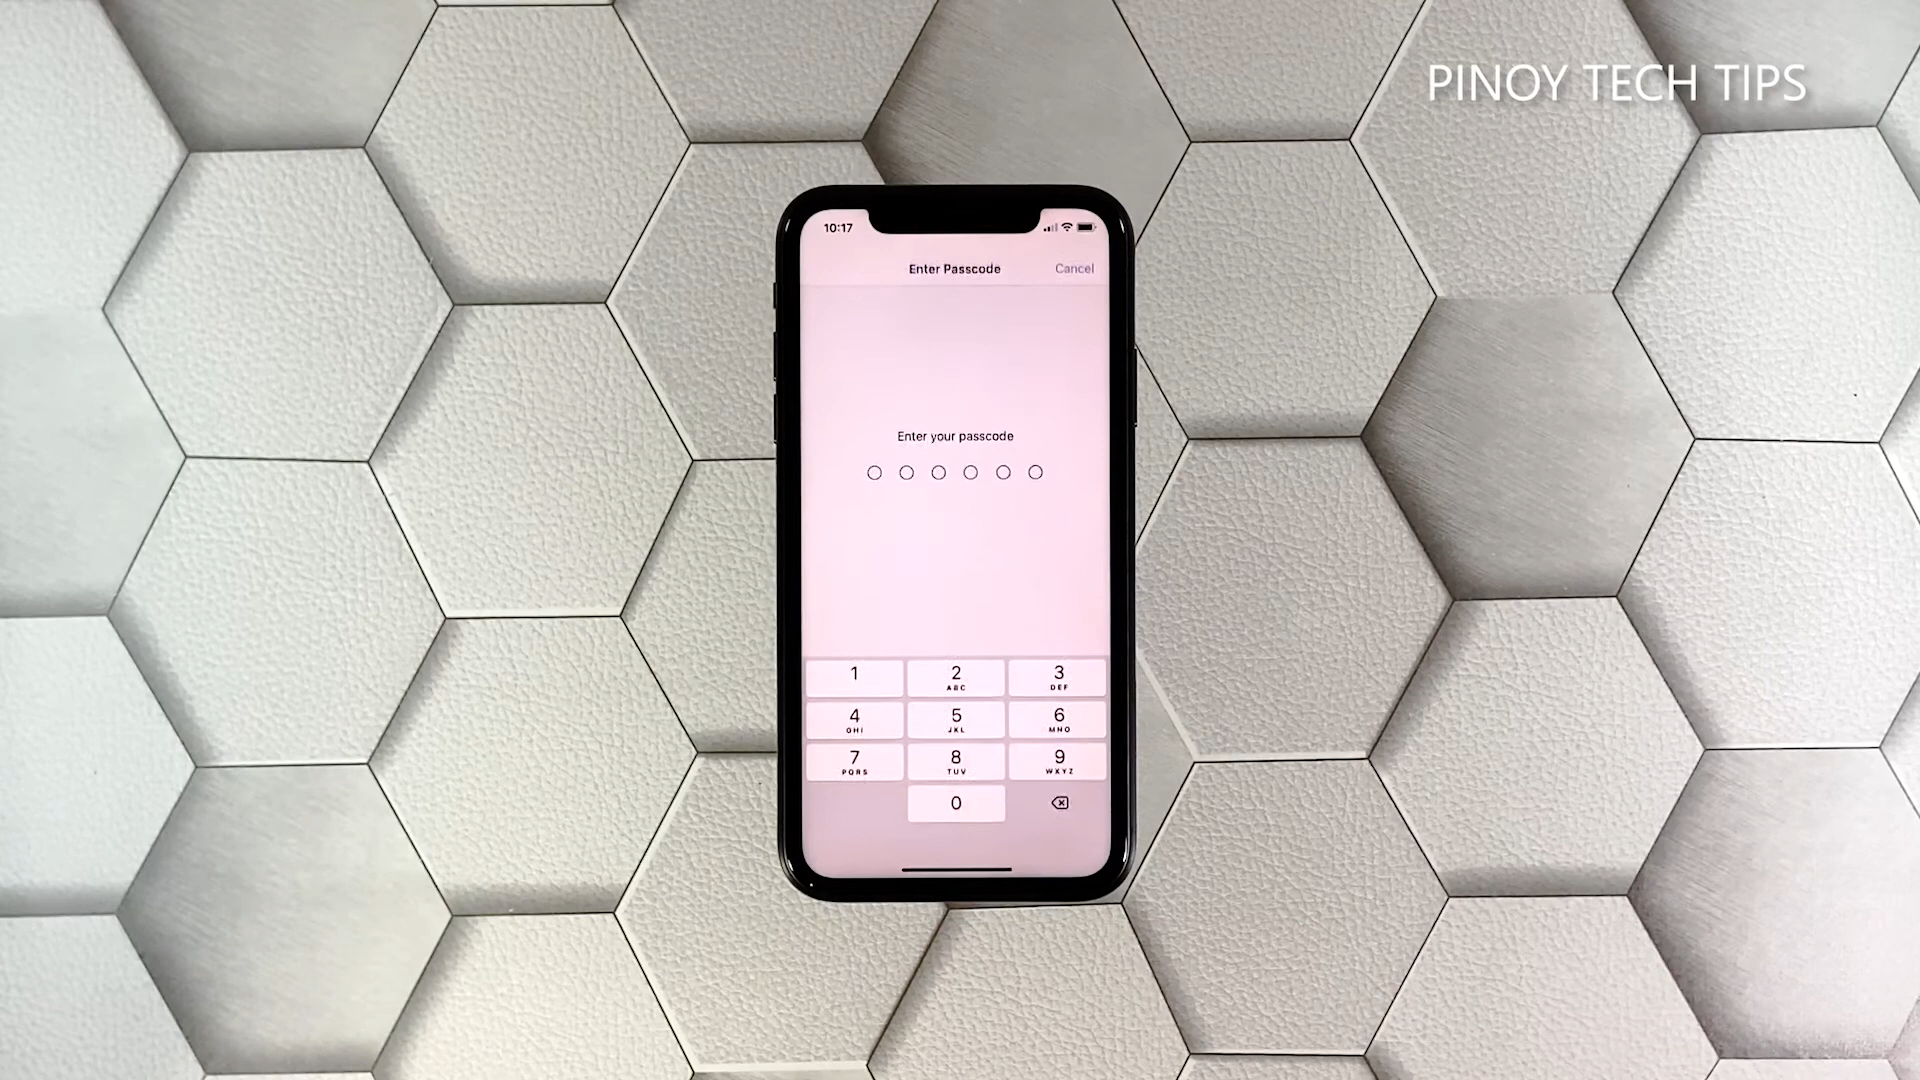 PINOY TECH TIPS
10:17
Enter Passcode Cancel
Enter your passcode
1 2 3
ABC DEF
4 5 6
GHI JKL MNO
7 8 9
PQRS TUV WXYZ
0